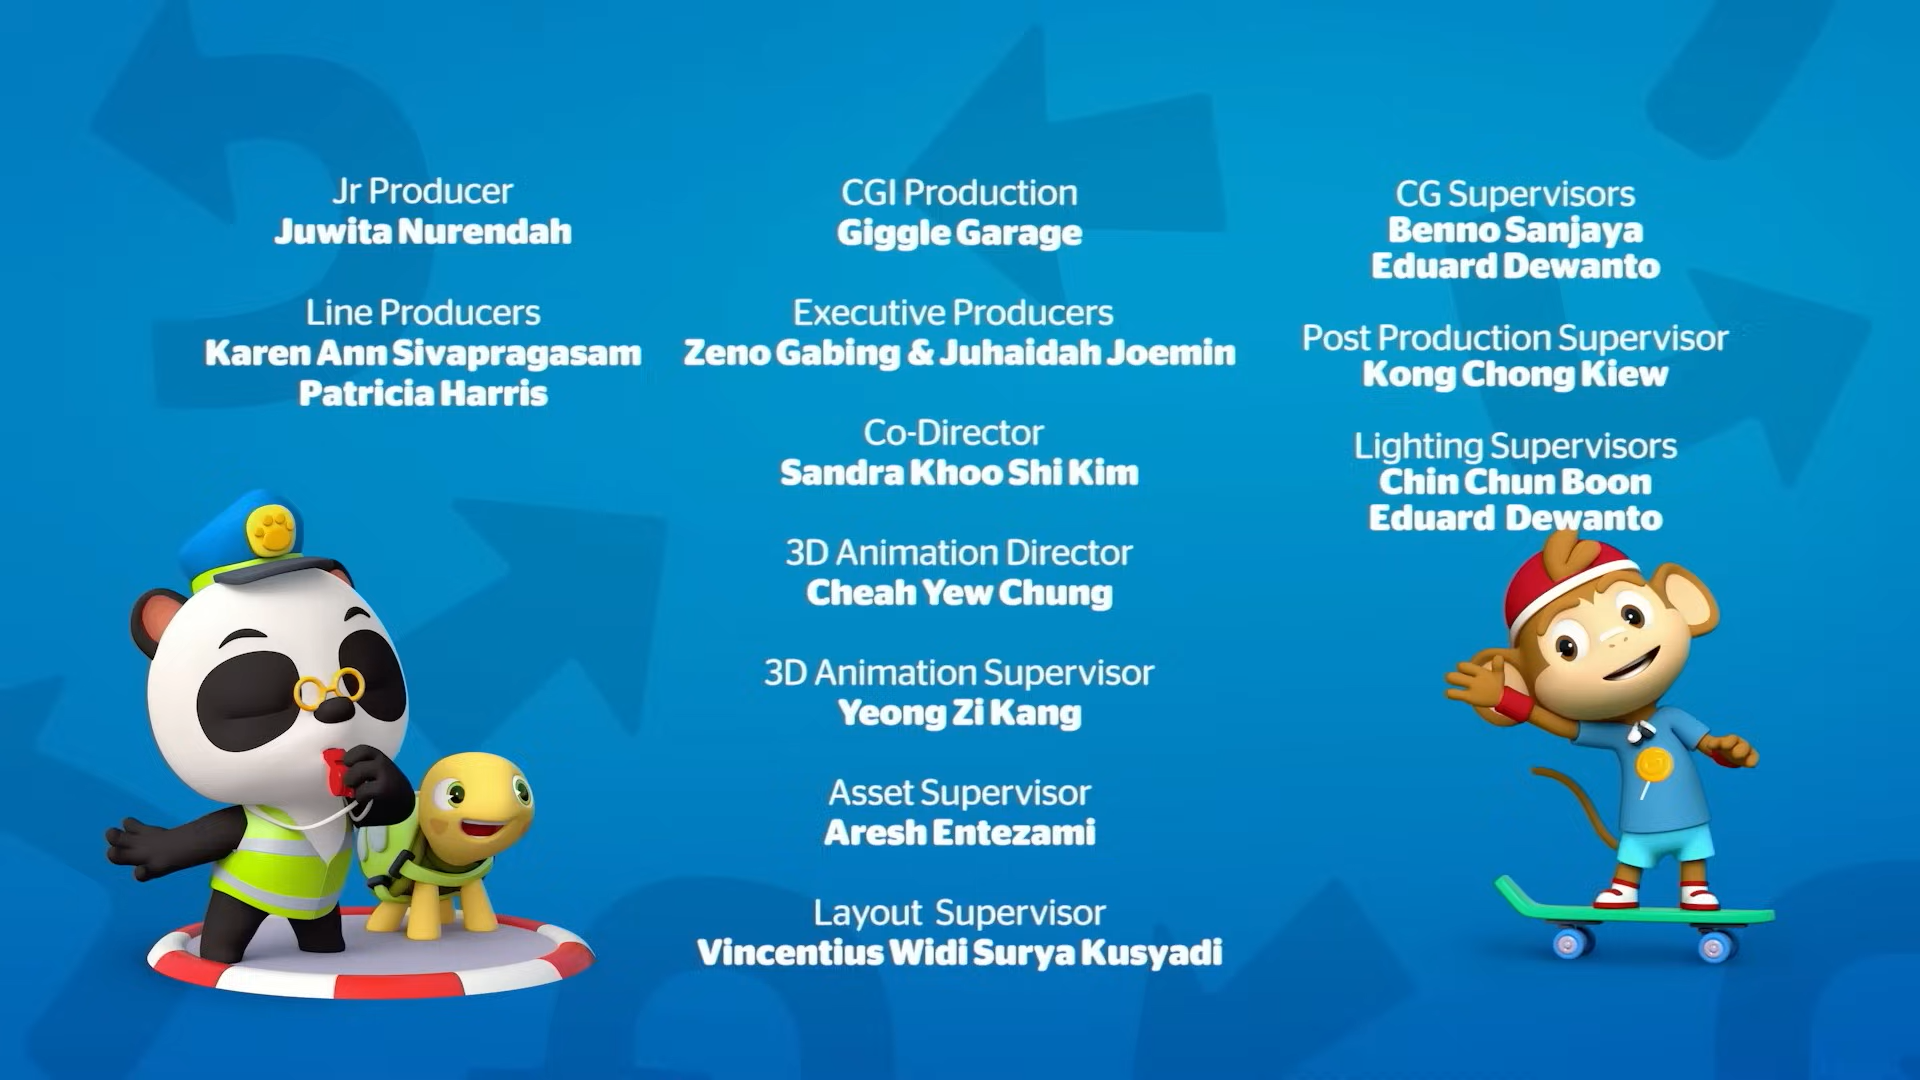 Jr Producer
Juwita Nurendah
Line Producers
Karen Ann Sivapragasam
Patricia Harris
CGI Production
Giggle Garage
Executive Producers
Zeno Gabing & Juhaidah Joemin
Co-Director
Sandra Khoo Shi Kim
3D Animation Director
Cheah Yew Chung
3D Animation Supervisor
Yeong Zi Kang
Asset Supervisor
Aresh Entezami
Layout Supervisor
Vincentius Widi Surya Kusyadi
CG Supervisors
Benno Sanjaya
Eduard Dewanto
Post Production Supervisor
Kong Chong Kiew
Lighting Supervisors
Chin Chun Boon
Eduard Dewanto